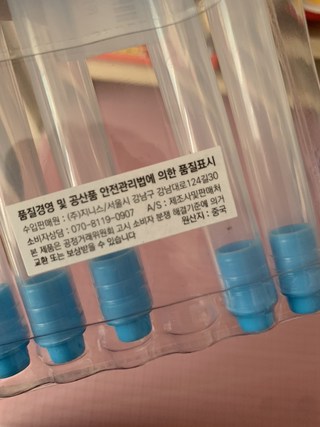 품질경영 및 공산품 안전관리법에 의한 품질표시
수입판매원 : (주)지니스/서울시 강남구 강남대로124길30
소비자상담 : 070-8119-0907 A/S : 제조사및판매처
본 제품은 공정거래위원회 고시 소비자 분쟁 해결기준에 의거
교환 또는 보상받을 수 있습니다 원산지 : 중국